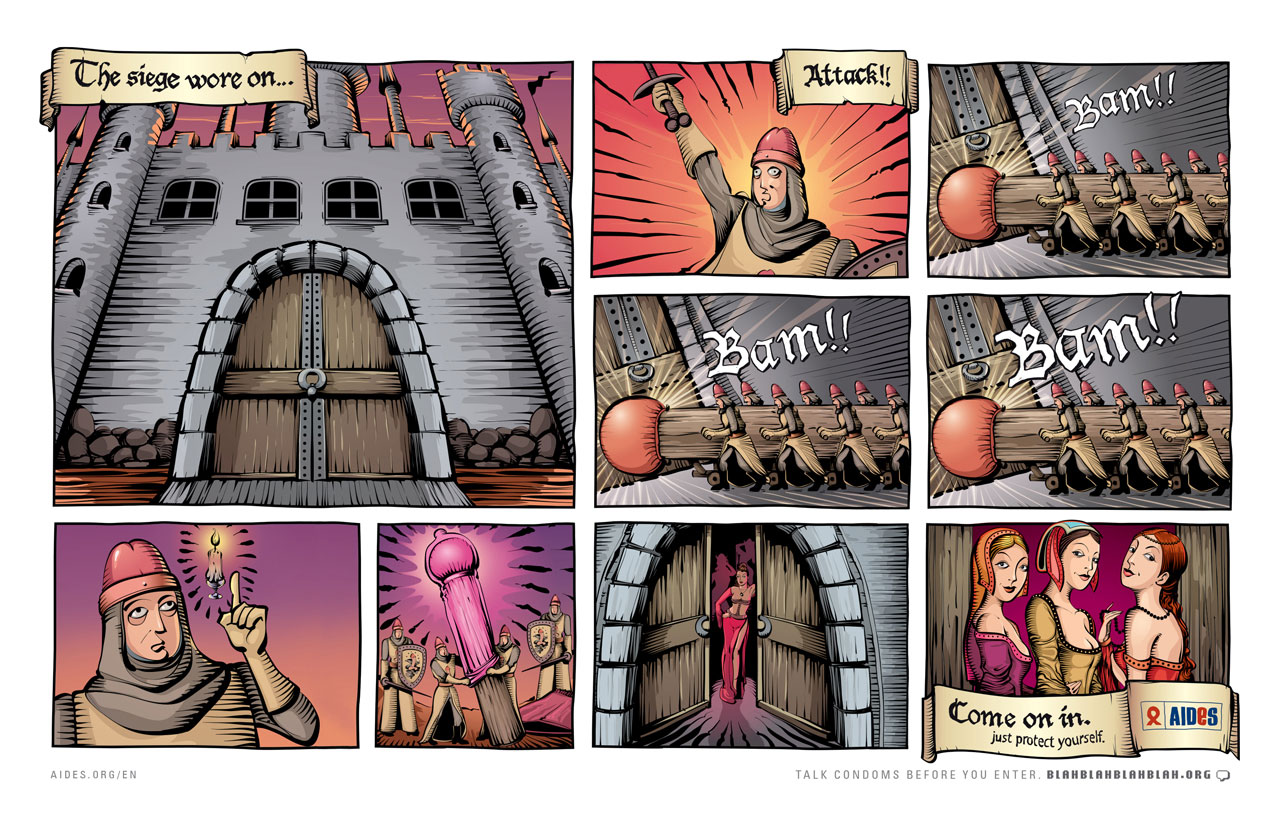 The siege wore on...
Attack!!
Bam!!
Bam!!
Bam!!
Come on in.
just protect yourself.
AIDES
AIDES.ORG/EN
TALK CONDOMS BEFORE YOU ENTER. BLAHBLAHBLAHBLAH.ORG